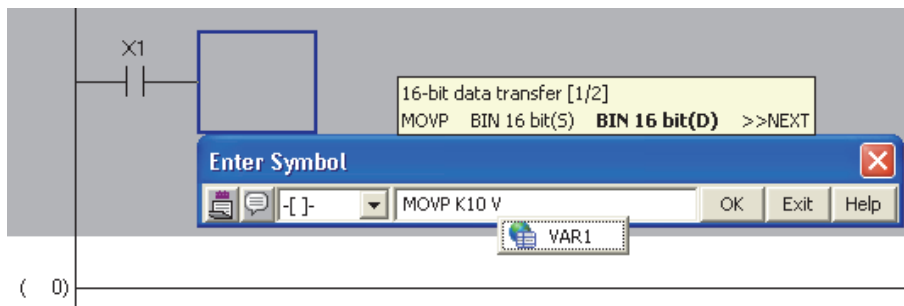 X1
16-bit data transfer [1/2]
MOVP BIN 16 bit(S) BIN 16 bit(D) >>NEXT
Enter Symbol
-[ ]- MOVP K10 V OK Exit Help
VAR1
( 0)